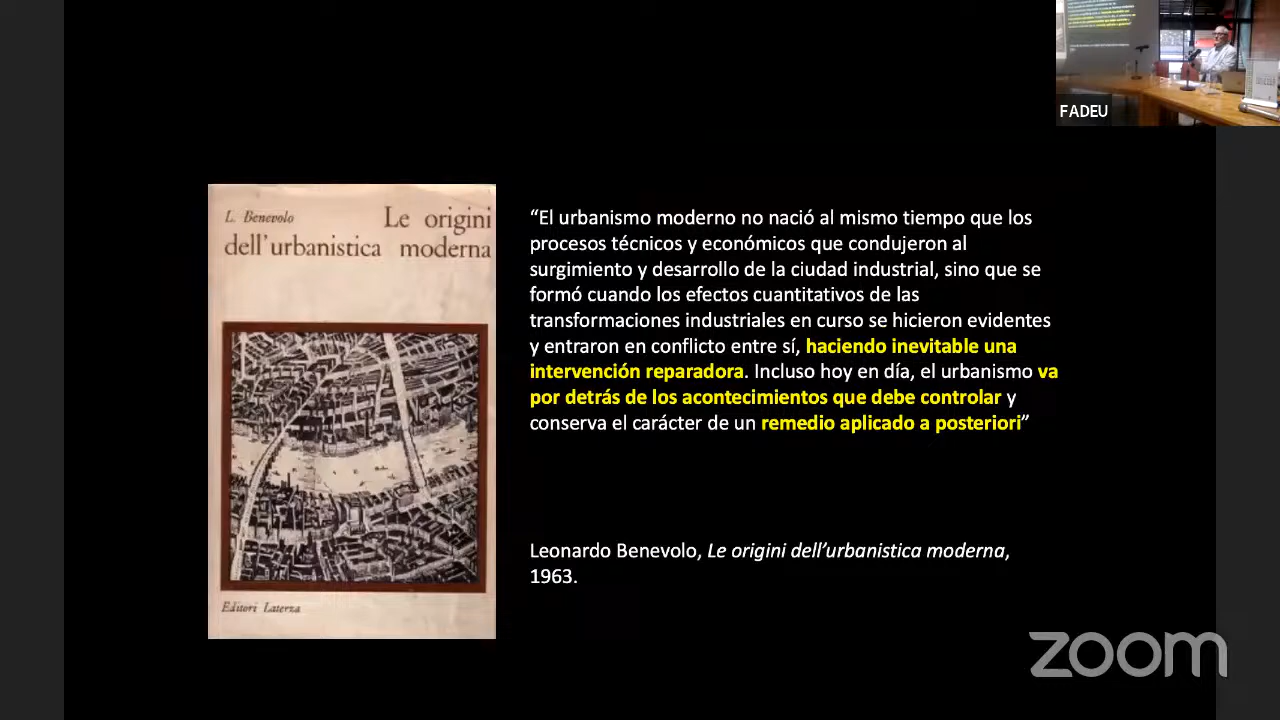 FADEU
L. Benevolo Le origini
dell'urbanistica moderna
Editori Laterza
“El urbanismo moderno no nació al mismo tiempo que los
procesos técnicos y económicos que condujeron al
surgimiento y desarrollo de la ciudad industrial, sino que se
formó cuando los efectos cuantitativos de las
transformaciones industriales en curso se hicieron evidentes
y entraron en conflicto entre sí, haciendo inevitable una
intervención reparadora. Incluso hoy en día, el urbanismo va
por detrás de los acontecimientos que debe controlar y
conserva el carácter de un remedio aplicado a posteriori”
Leonardo Benevolo, Le origini dell’urbanistica moderna,
1963.
zoom